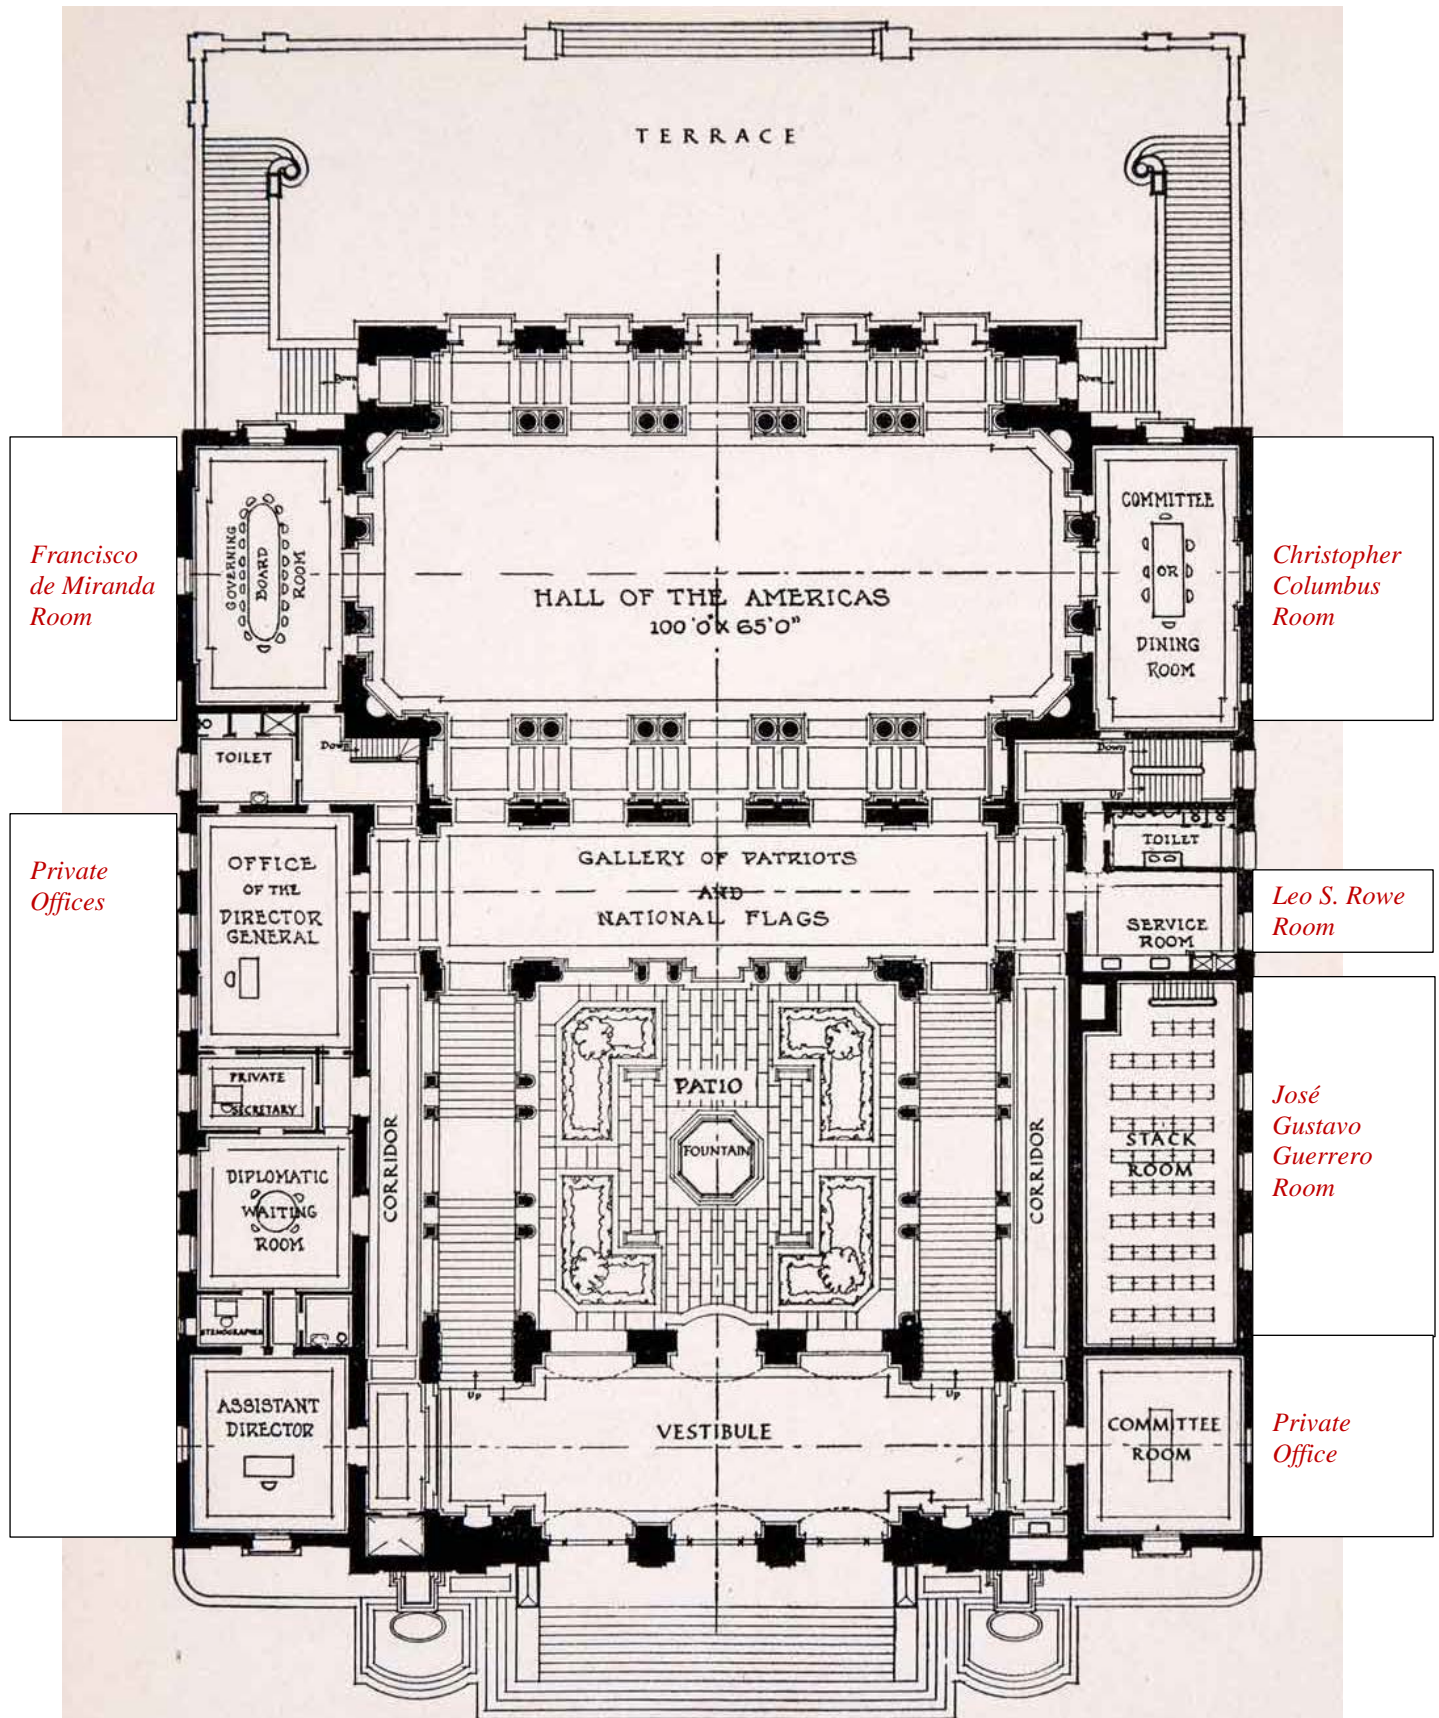 TERRACE
Down
Down
Francisco
de Miranda
Room
GOVERNING
BOARD
ROOM
HALL OF THE AMERICAS
100'0" X 65'0"
COMMITTEE
OR
DINING
ROOM
Christopher
Columbus
Room
TOILET
Down
Down
Up
Private
Offices
OFFICE
OF THE
DIRECTOR
GENERAL
GALLERY OF PATRIOTS
AND
NATIONAL FLAGS
TOILET
SERVICE
ROOM
Leo S. Rowe
Room
PRIVATE
SECRETARY
DIPLOMATIC
WAITING
ROOM
STENOGRAPHER
CORRIDOR
PATIO
FOUNTAIN
CORRIDOR
STACK
ROOM
José
Gustavo
Guerrero
Room
ASSISTANT
DIRECTOR
Up
VESTIBULE
Up
COMMITTEE
ROOM
Private
Office